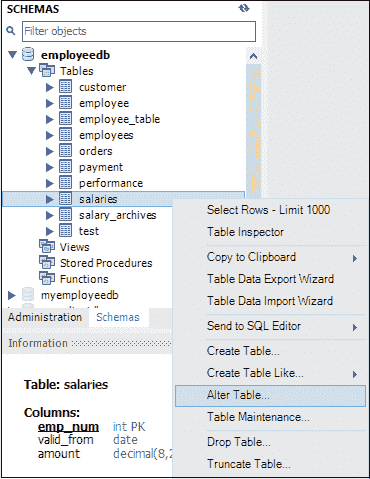 SCHEMAS
Filter objects
employeedb
Tables
customer
employee
employee_table
employees
orders
payment
performance
salaries
salary_archives
test
Views
Stored Procedures
Functions
myemployeedb
Administration Schemas
Information
Table: salaries
Columns:
emp_num int PK
valid_from date
amount decimal(8,2
Select Rows - Limit 1000
Table Inspector
Copy to Clipboard
Table Data Export Wizard
Table Data Import Wizard
Send to SQL Editor
Create Table...
Create Table Like...
Alter Table...
Table Maintenance...
Drop Table...
Truncate Table...